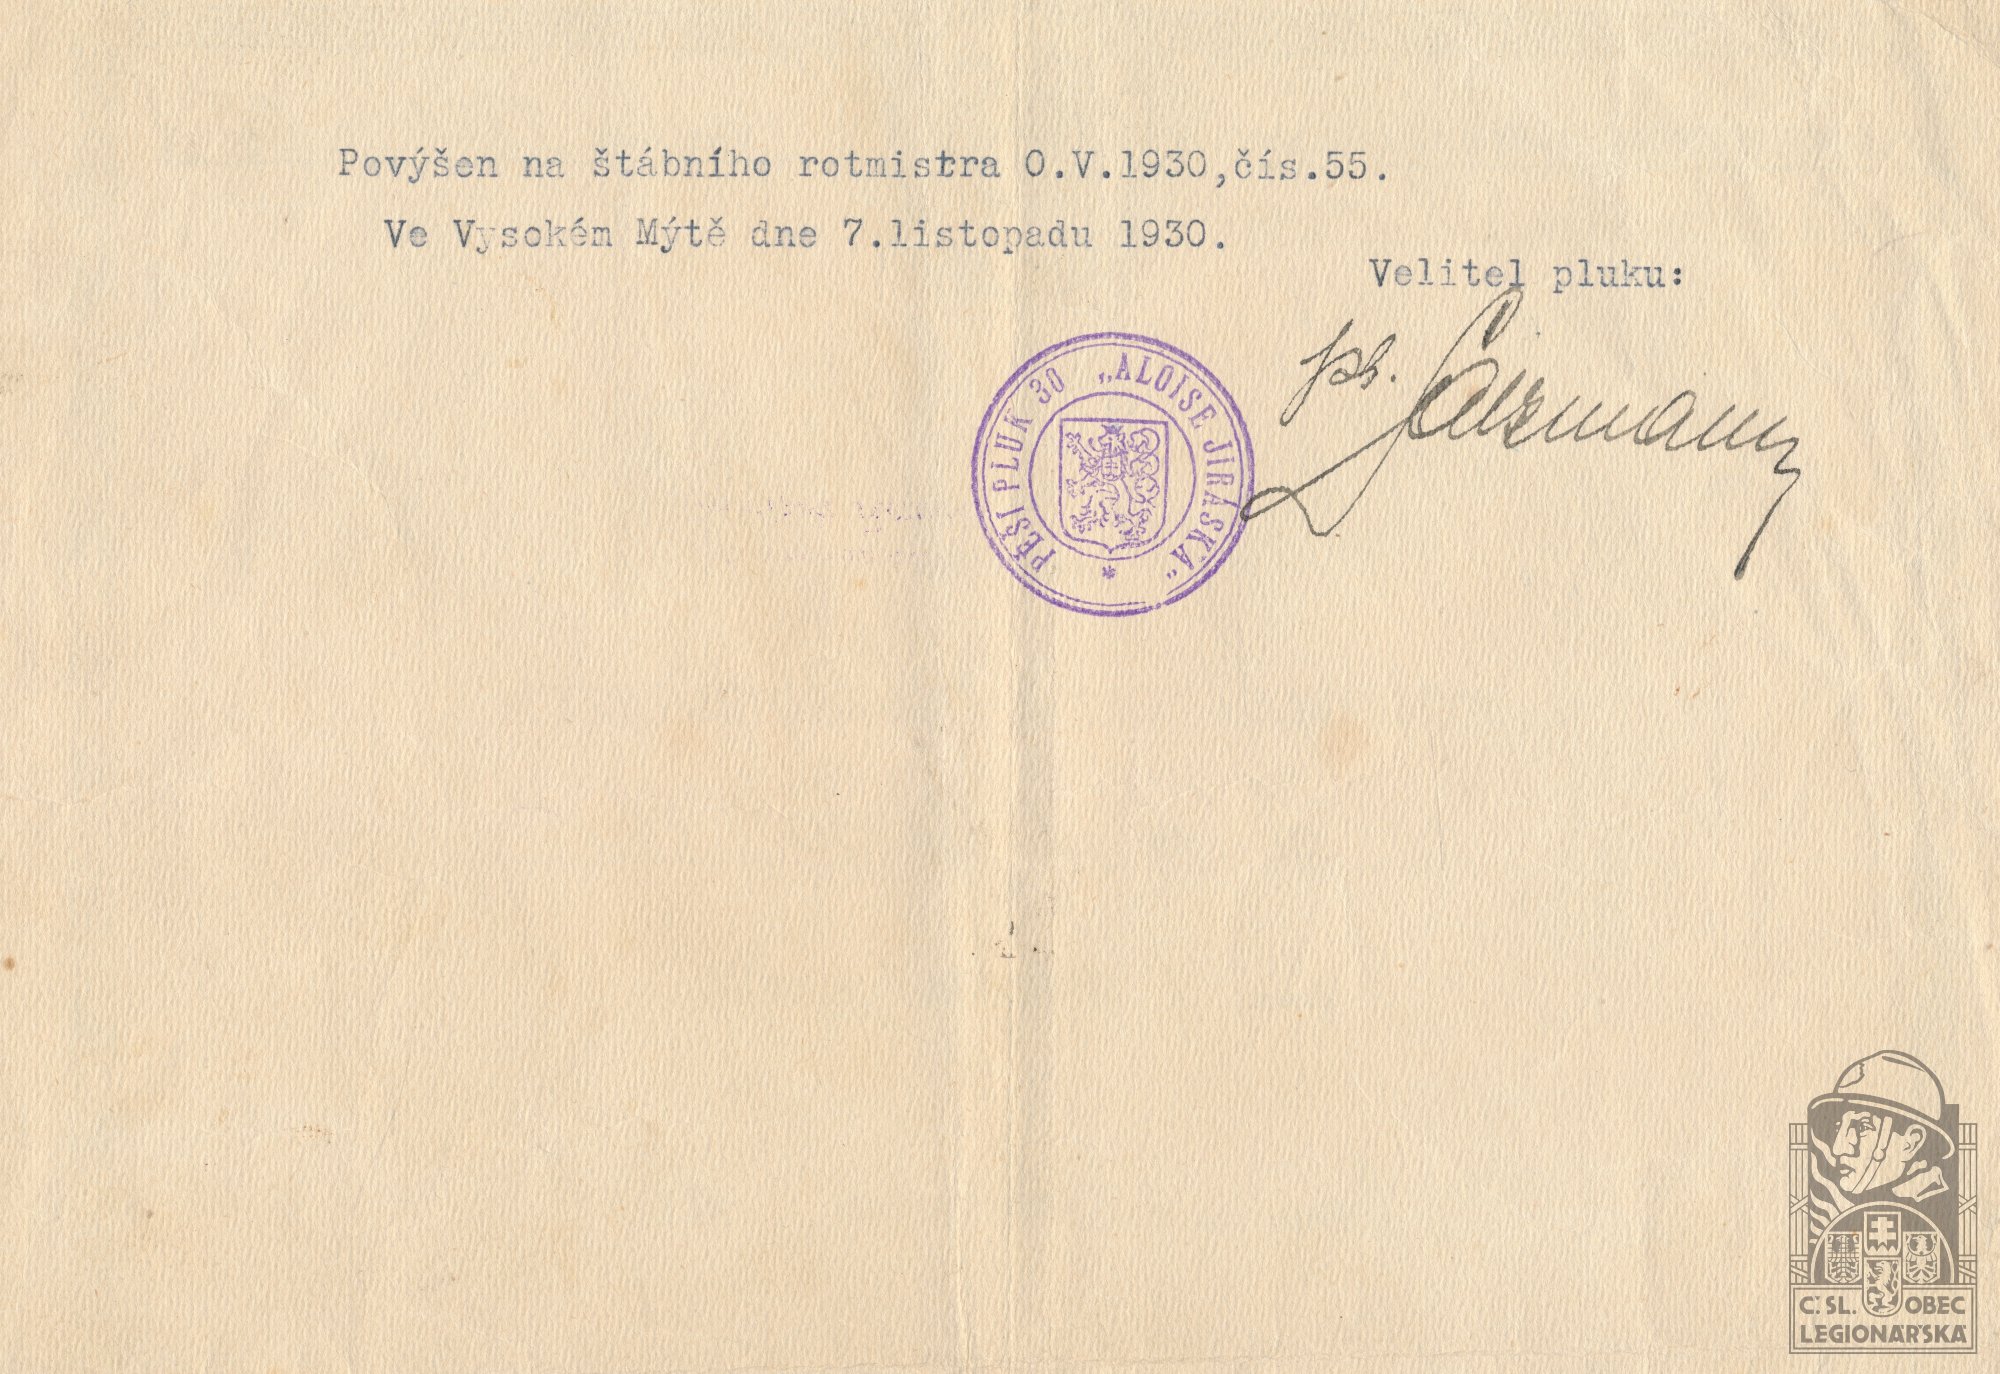 Povýšen na štábního rotmistra O.V.1930,čís.55.
Ve Vysokém Mýtě dne 7.listopadu 1930.
Velitel pluku:
PĚŠÍ PLUK 30 „ALOISE JIRÁSKA“ *
Č.SL. OBEC
LEGIONÁŘSKÁ